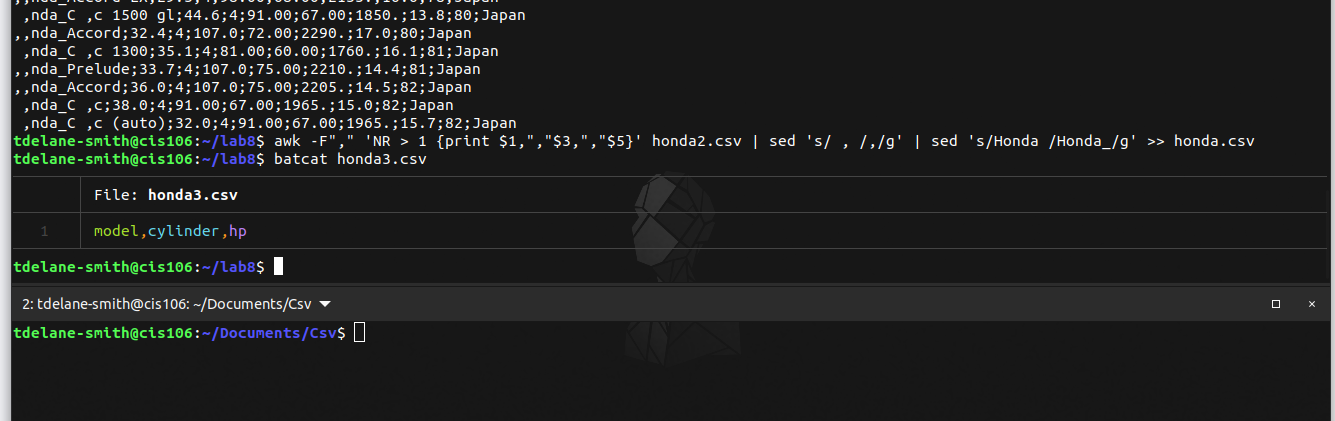 ,c 1500 gl;44.6;4;91.00;67.00;1850.;13.8;80;Japan
,,nda_Accord;32.4;4;107.0;72.00;2290.;17.0;80;Japan
 ,nda_C ,c 1300;35.1;4;81.00;60.00;1760.;16.1;81;Japan
,,nda_Prelude;33.7;4;107.0;75.00;2210.;14.4;81;Japan
,,nda_Accord;36.0;4;107.0;75.00;2205.;14.5;82;Japan
 ,nda_C ,c;38.0;4;91.00;67.00;1965.;15.0;82;Japan
 ,nda_C ,c (auto);32.0;4;91.00;67.00;1965.;15.7;82;Japan
tdelane-smith@cis106:~/lab8$ awk -F"," 'NR > 1 {print $1,","$3,","$5}' honda2.csv | sed 's/ , /,/g' | sed 's/Honda /Honda_/g' >> honda.csv
tdelane-smith@cis106:~/lab8$ batcat honda3.csv
File: honda3.csv
1 model,cylinder,hp
tdelane-smith@cis106:~/lab8$
2: tdelane-smith@cis106: ~/Documents/Csv
tdelane-smith@cis106:~/Documents/Csv$